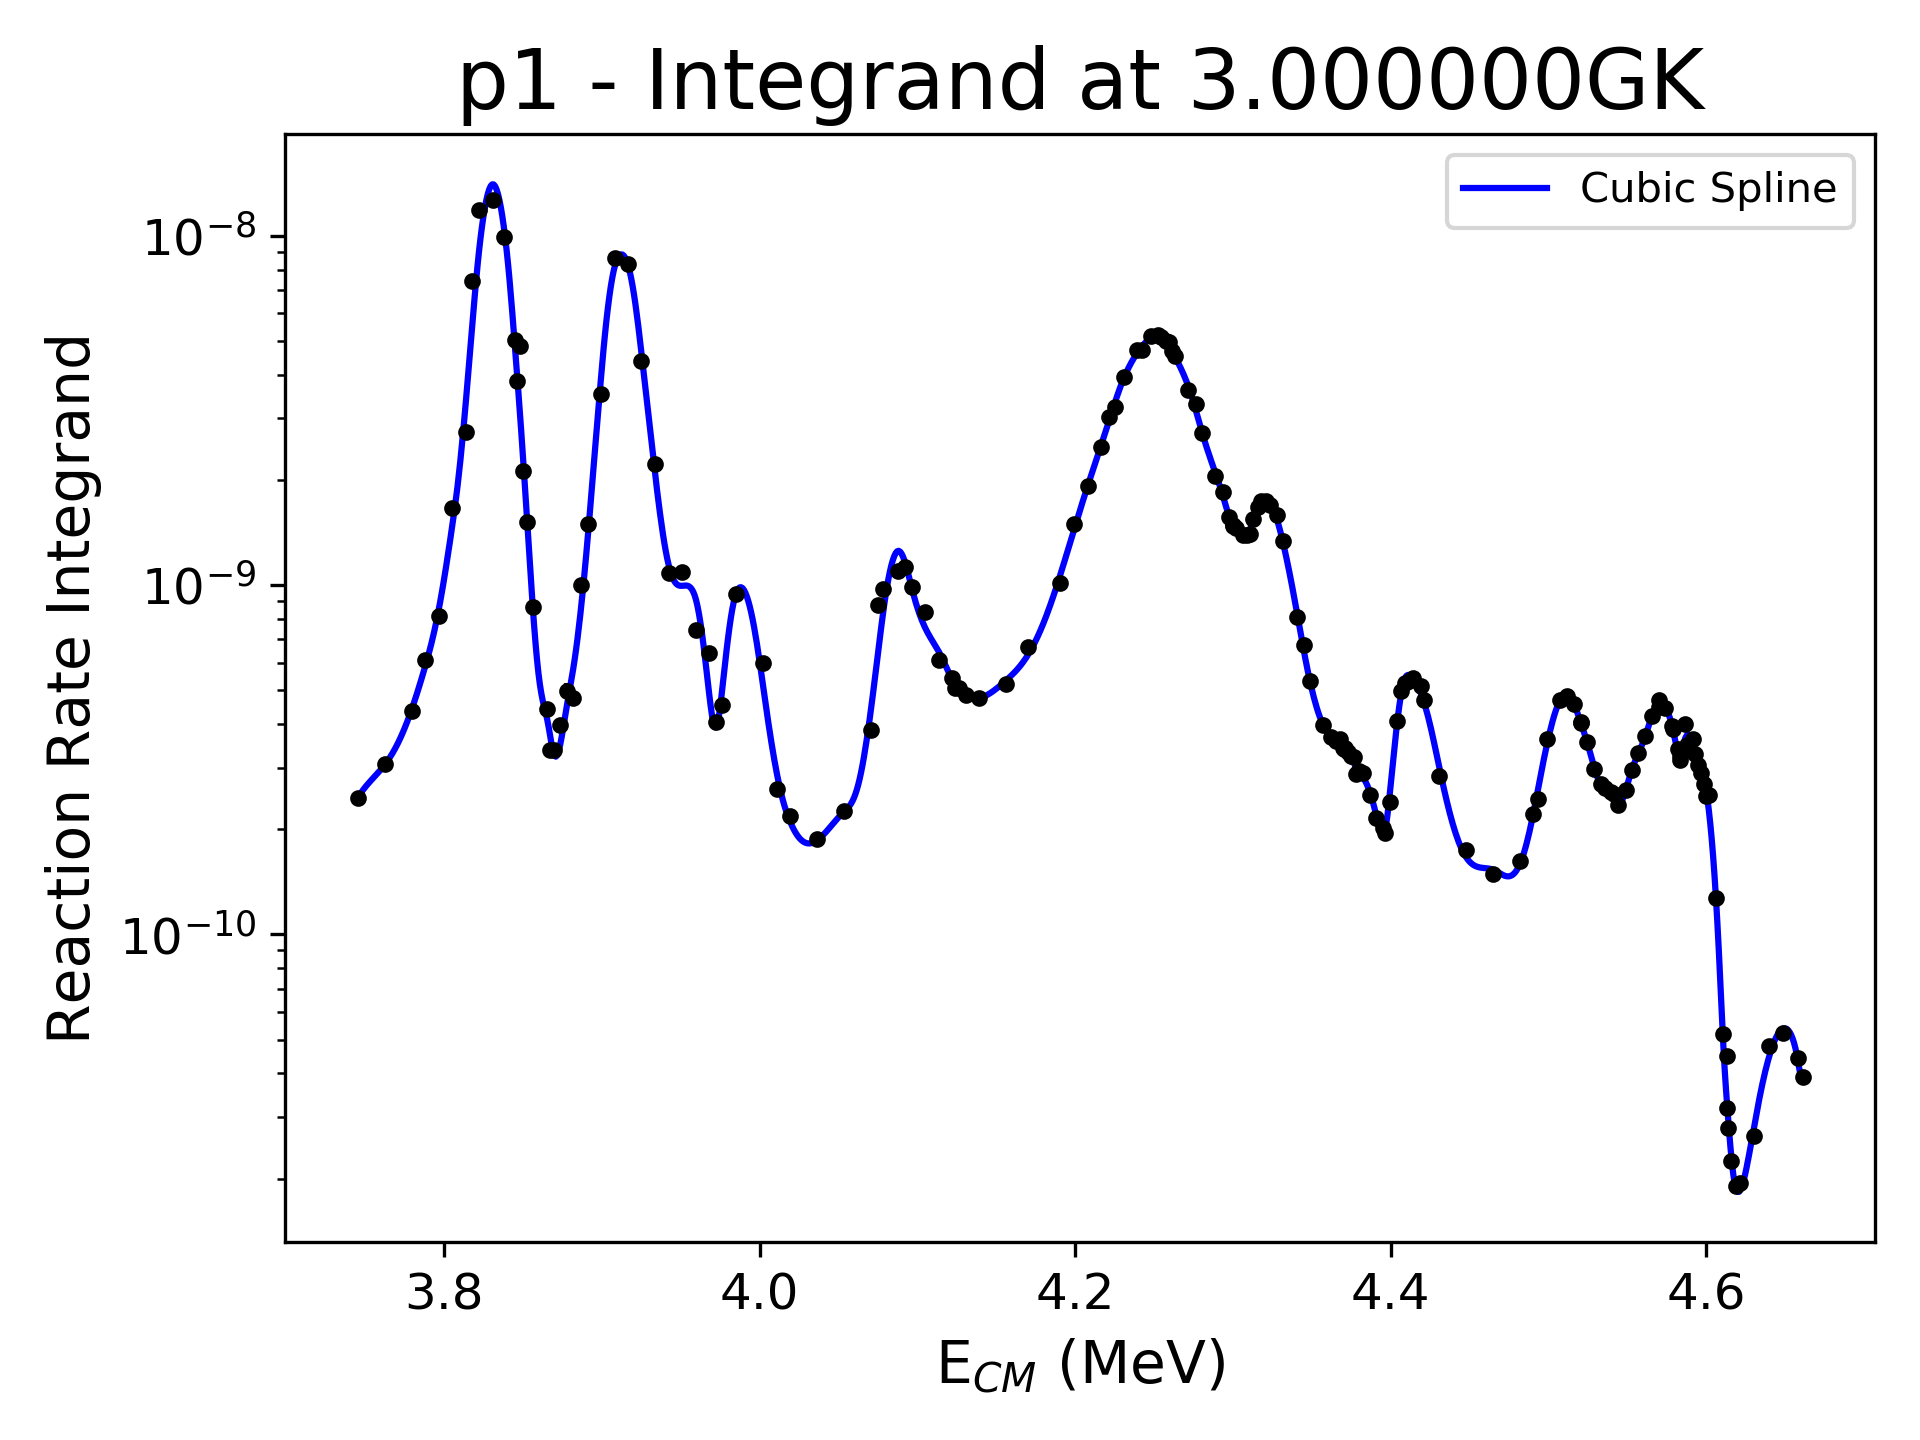 p1 - Integrand at 3.000000GK
Cubic Spline
Reaction Rate Integrand
10⁻⁸
10⁻⁹
10⁻¹⁰
3.8 4.0 4.2 4.4 4.6
E_CM (MeV)